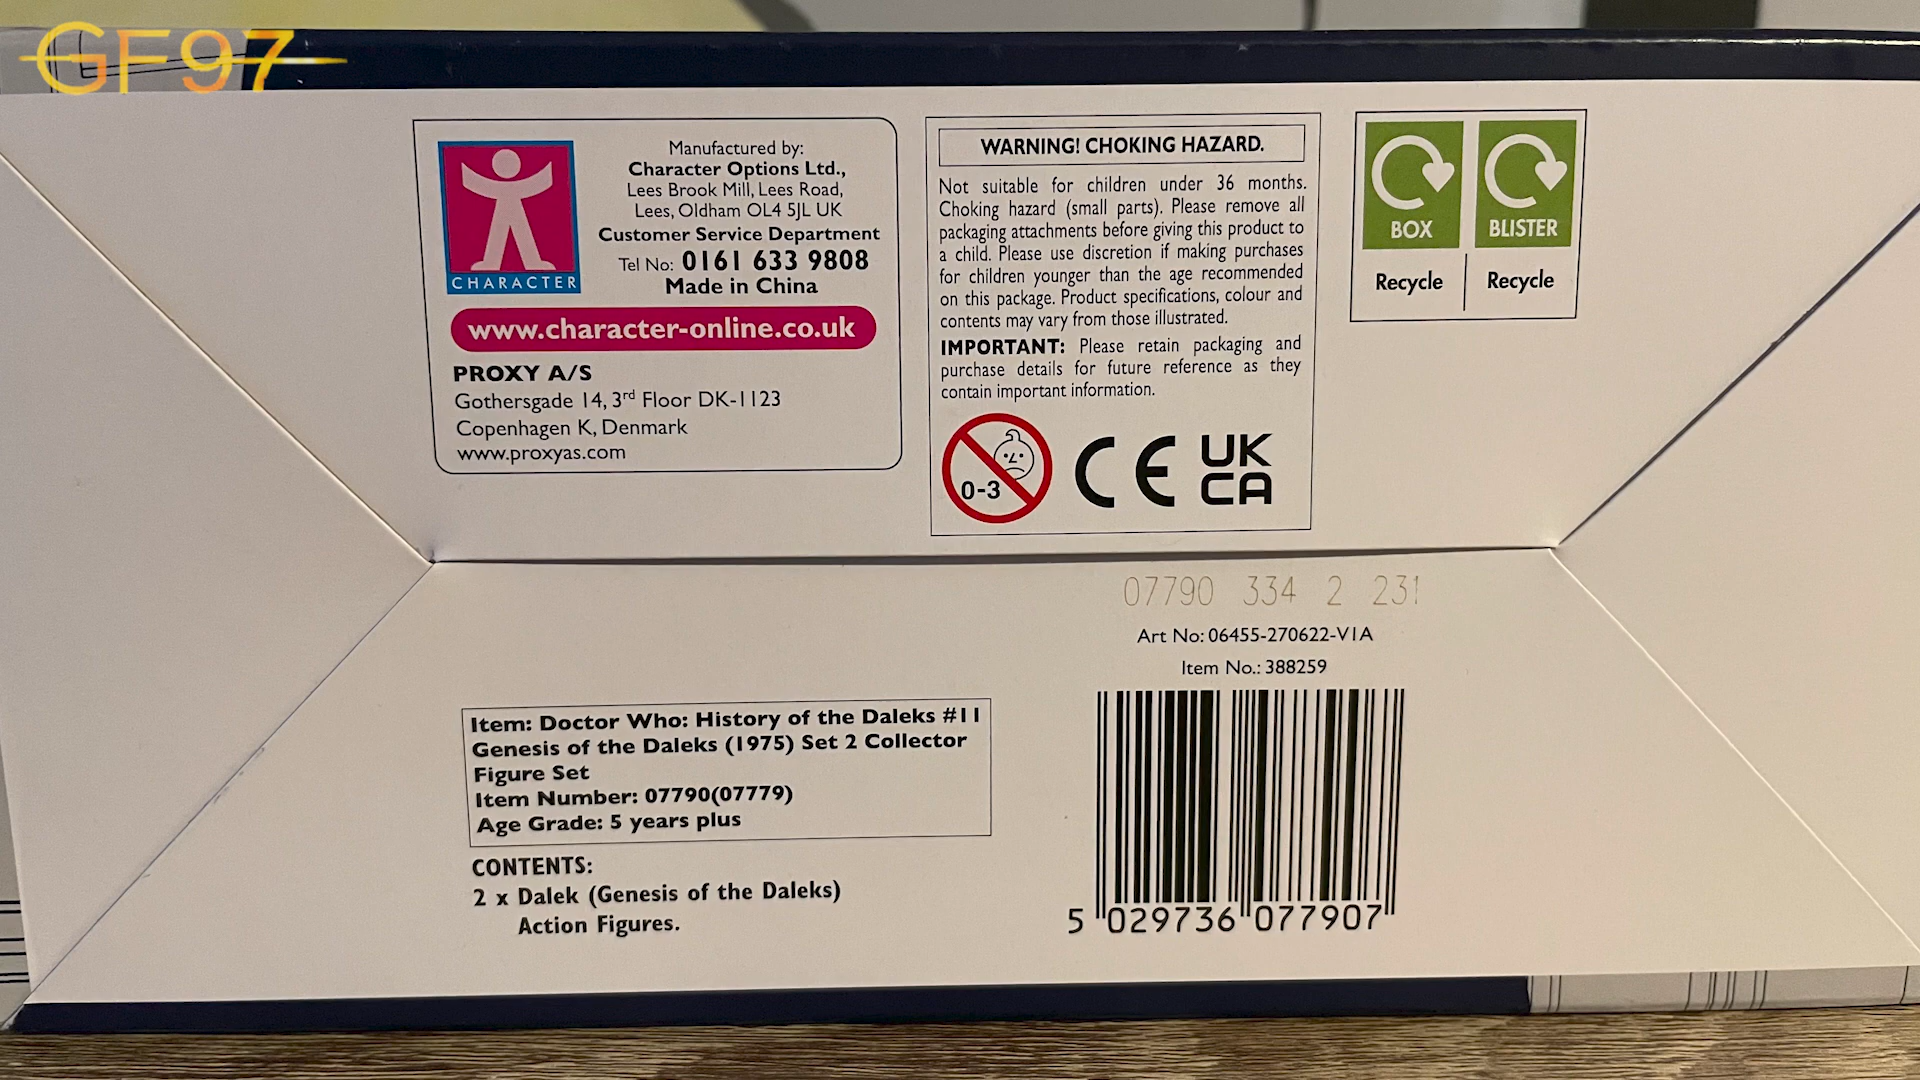 GF97
Manufactured by:
Character Options Ltd.,
Lees Brook Mill, Lees Road,
Lees, Oldham OL4 5JL UK
Customer Service Department
Tel No: 0161 633 9808
Made in China
CHARACTER
www.character-online.co.uk
PROXY A/S
Gothersgade 14, 3rd Floor DK-1123
Copenhagen K, Denmark
www.proxyas.com
WARNING! CHOKING HAZARD.
Not suitable for children under 36 months.
Choking hazard (small parts). Please remove all
packaging attachments before giving this product to
a child. Please use discretion if making purchases
for children younger than the age recommended
on this package. Product specifications, colour and
contents may vary from those illustrated.
IMPORTANT: Please retain packaging and
purchase details for future reference as they
contain important information.
0-3
CE
UK
CA
BOX
Recycle
BLISTER
Recycle
07790 334 2 231
Art No: 06455-270622-V1A
Item No.: 388259
5 029736 077907
Item: Doctor Who: History of the Daleks #11
Genesis of the Daleks (1975) Set 2 Collector
Figure Set
Item Number: 07790(07779)
Age Grade: 5 years plus
CONTENTS:
2 x Dalek (Genesis of the Daleks)
Action Figures.